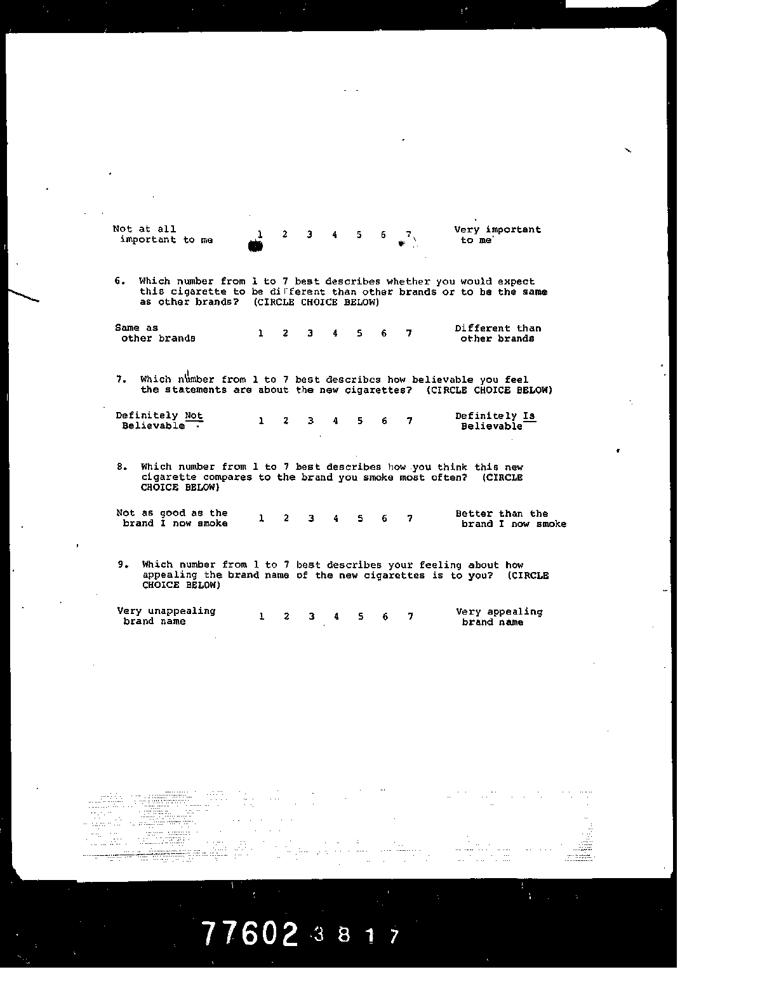 Not at all 1 2 3 4 5 6 7 Very important
important to me to me
6. Which number from 1 to 7 best describes whether you would expect
this cigarette to be different than other brands or to be the same
as other brands? (CIRCLE CHOICE BELOW)
Same as 1 2 3 4 5 6 7 Different than
other brands other brands
7. Which number from 1 to 7 best describes how believable you feel
the statements are about the new cigarettes? (CIRCLE CHOICE BELOW)
Definitely Not 1 2 3 4 5 6 7 Definitely Is
Believable Believable
8. Which number from 1 to 7 best describes how you think this new
cigarette compares to the brand you smoke most often? (CIRCLE
CHOICE BELOW)
Not as good as the 1 2 3 4 5 6 7 Better than the
brand I now smoke brand I now smoke
9. Which number from 1 to 7 best describes your feeling about how
appealing the brand name of the new cigarettes is to you? (CIRCLE
CHOICE BELOW)
Very unappealing 1 2 3 4 5 6 7 Very appealing
brand name brand name
77602 3817